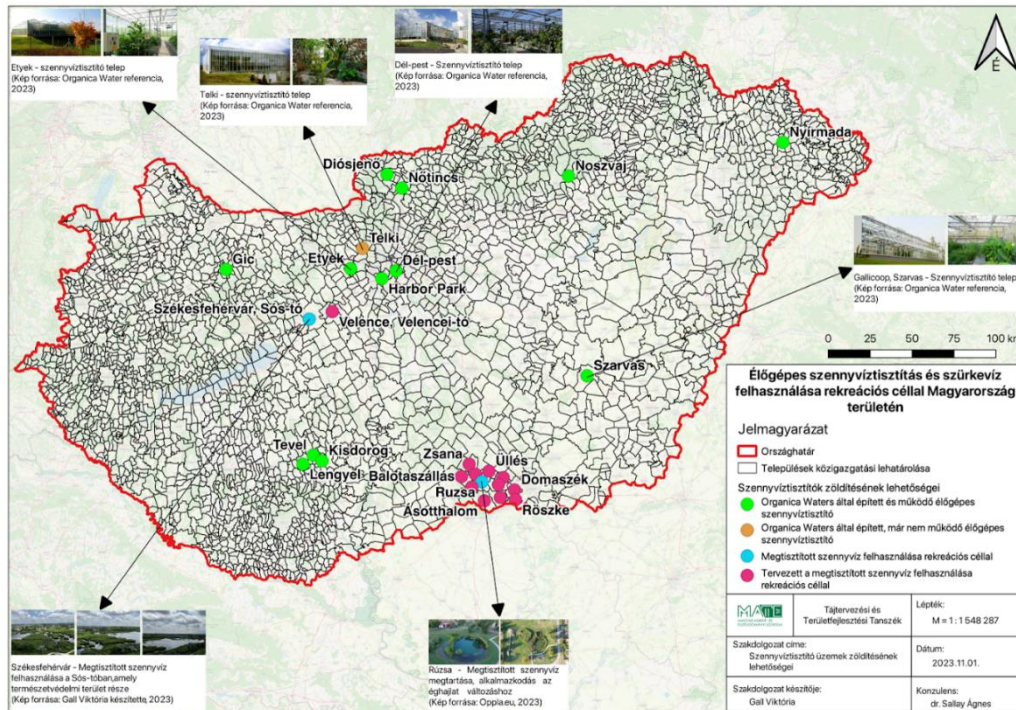 Etyek - szennyvíztisztító telep
(Kép forrása: Organica Water referencia,
2023)
Telki - szennyvíztisztító telep
(Kép forrása: Organica Water referencia,
2023)
Dél-pest - szennyvíztisztító telep
(Kép forrása: Organica Water referencia,
2023)
É
Nyírmada
Diósjenő
Nőtincs
Noszvaj
Telki
Gic
Etyek
Dél-pest
Harbor Park
Székesfehérvár, Sós-tó
Velence, Velencei-tó
Gallicoop, Szarvas - Szennyvíztisztító telep
(Kép forrása: Organica Water referencia,
2023)
Szarvas
0 50 100 km
Tevel
Kisdorog
Lengyel
Zsana
Üllés
Balotaszállás
Domaszék
Ruzsa
Ásotthalom
Röszke
Élőgépes szennyvíztisztítás és szürkevíz
felhasználása rekreációs céllal Magyarország
területén
Jelmagyarázat
Országhatár
Települések közigazgatási lehatárolása
Szennyvíztisztítók zöldítésének lehetőségei
Organica Waters által épített és működő élőgépes
szennyvíztisztító
Organica Waters által épített, már nem működő élőgépes
szennyvíztisztító
Megtisztított szennyvíz felhasználása rekreációs céllal
Tervezett a megtisztított szennyvíz felhasználása
rekreációs céllal
MATE
Tájtervezési és
Területfejlesztési Tanszék
Lépték:
M = 1 : 1 548 287
Szakdolgozat címe:
Szennyvíztisztító üzemek zöldítésének
lehetőségei
Dátum:
2023.11.01.
Szakdolgozat készítője:
Gall Viktória
Konzulens:
dr. Sallay Ágnes
Székesfehérvár - Megtisztított szennyvíz
felhasználása a Sós-tóban,amely
természetvédelmi terület része
(Kép forrása: Gall Viktória készítette, 2023)
Rúzsa - Megtisztított szennyvíz
megtartása, alkalmazkodás az
éghajlat változáshoz
(Kép forrása: Oppla.eu, 2023)